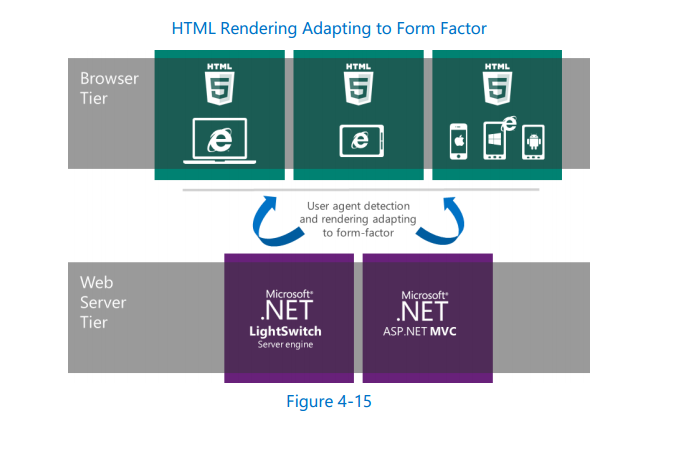 HTML Rendering Adapting to Form Factor
Browser
Tier
HTML
5
HTML
5
HTML
5
User agent detection
and rendering adapting
to form-factor
Web
Server
Tier
Microsoft®
.NET
LightSwitch
Server engine
Microsoft®
.NET
ASP.NET MVC
Figure 4-15